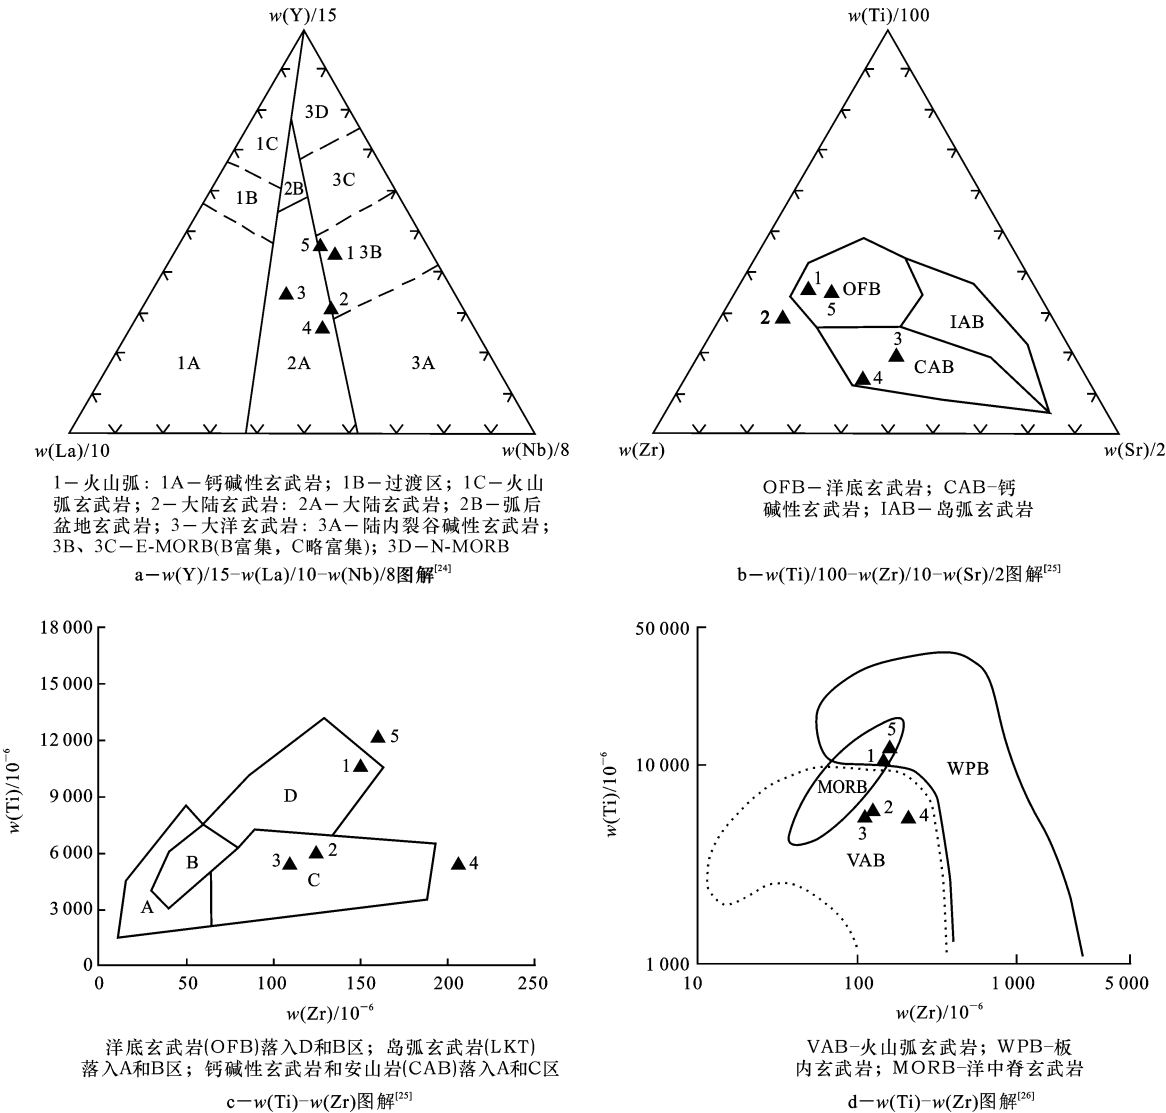 w(Y)/15
3D
1C
2B
3C
1B
5
1
3B
3
2
4
1A
2A
3A
w(La)/10
w(Nb)/8
1－火山弧：1A－钙碱性玄武岩；1B－过渡区；1C－火山
弧玄武岩；2－大陆玄武岩：2A－大陆玄武岩；2B－弧后
盆地玄武岩；3－大洋玄武岩：3A－陆内裂谷碱性玄武岩；
3B、3C－E-MORB(B富集，C略富集)；3D－N-MORB
a－w(Y)/15–w(La)/10–w(Nb)/8图解[24]
w(Ti)/100
1
OFB
5
2
IAB
3
CAB
4
w(Zr)
w(Sr)/2
OFB－洋底玄武岩；CAB–钙
碱性玄武岩；IAB－岛弧玄武岩
b－w(Ti)/100–w(Zr)/10–w(Sr)/2图解[25]
18 000
15 000
12 000
9 000
6 000
3 000
0
w(Ti)/10⁻⁶
5
1
D
B
3
2
C
4
A
0
50
100
150
200
250
w(Zr)/10⁻⁶
洋底玄武岩(OFB)落入D和B区；岛弧玄武岩(LKT)
落入A和B区；钙碱性玄武岩和安山岩(CAB)落入A和C区
c－w(Ti)–w(Zr)图解[25]
50 000
10 000
1 000
w(Ti)/10⁻⁶
5
1
WPB
MORB
2
3
4
VAB
10
100
1 000
5 000
w(Zr)/10⁻⁶
VAB–火山弧玄武岩；WPB–板
内玄武岩；MORB–洋中脊玄武岩
d－w(Ti)–w(Zr)图解[26]